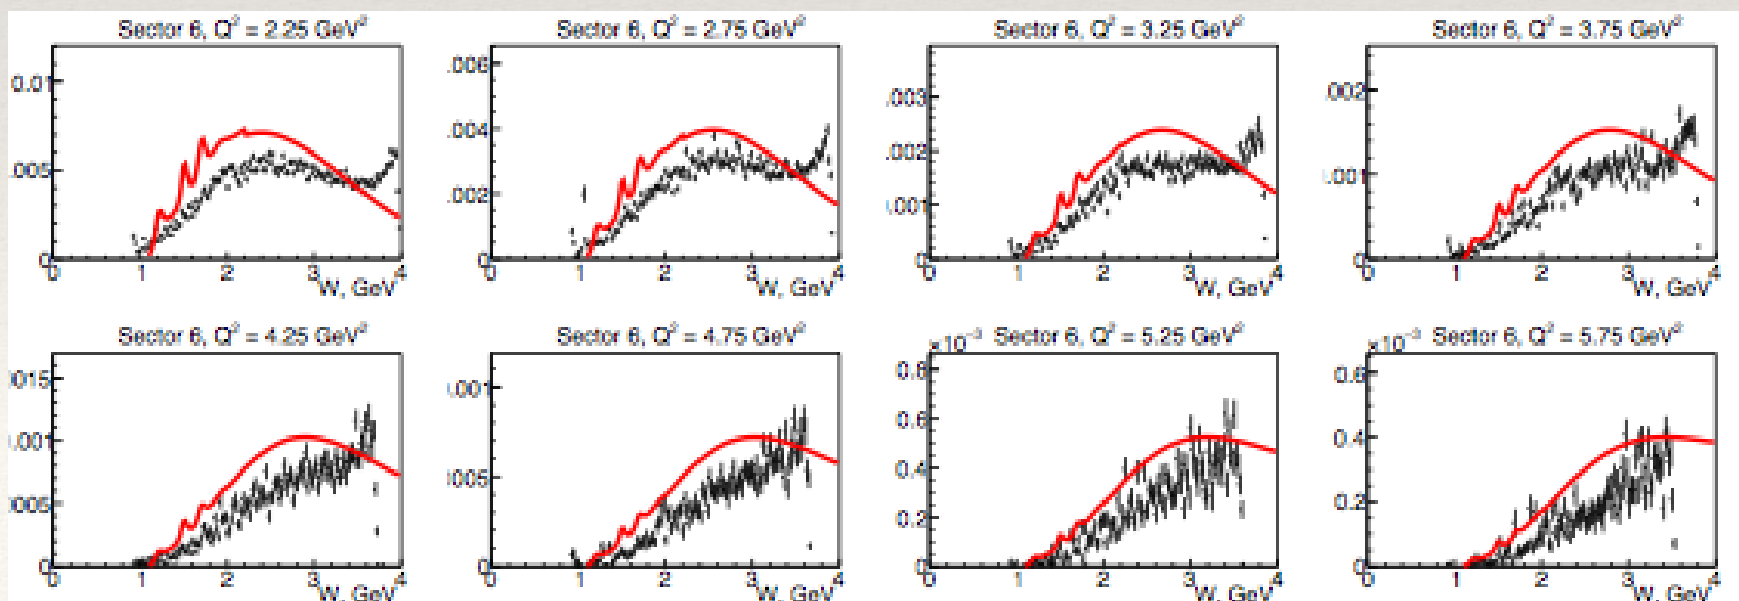 Sector 6, Q² = 2.25 GeV²
0.01
.005
0
0 1 2 3 4
W, GeV
Sector 6, Q² = 2.75 GeV²
.006
.004
.002
0
0 1 2 3 4
W, GeV
Sector 6, Q² = 3.25 GeV²
.003
.002
.001
0
0 1 2 3 4
W, GeV
Sector 6, Q² = 3.75 GeV²
.002
.001
0
0 1 2 3 4
W, GeV
Sector 6, Q² = 4.25 GeV²
0015
.001
0005
0
0 1 2 3 4
W, GeV
Sector 6, Q² = 4.75 GeV²
.001
0005
0
0 1 2 3 4
W, GeV
×10⁻³ Sector 6, Q² = 5.25 GeV²
0.8
0.6
0.4
0.2
0
0 1 2 3 4
W, GeV
×10⁻³ Sector 6, Q² = 5.75 GeV²
0.6
0.4
0.2
0
0 1 2 3 4
W, GeV